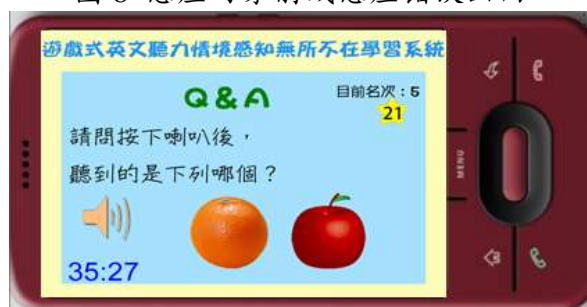 遊戲式英文聽力情境感知無所不在學習系統
Q & A
目前名次：5
21
請問按下喇叭後，
聽到的是下列哪個？
35:27
MENU